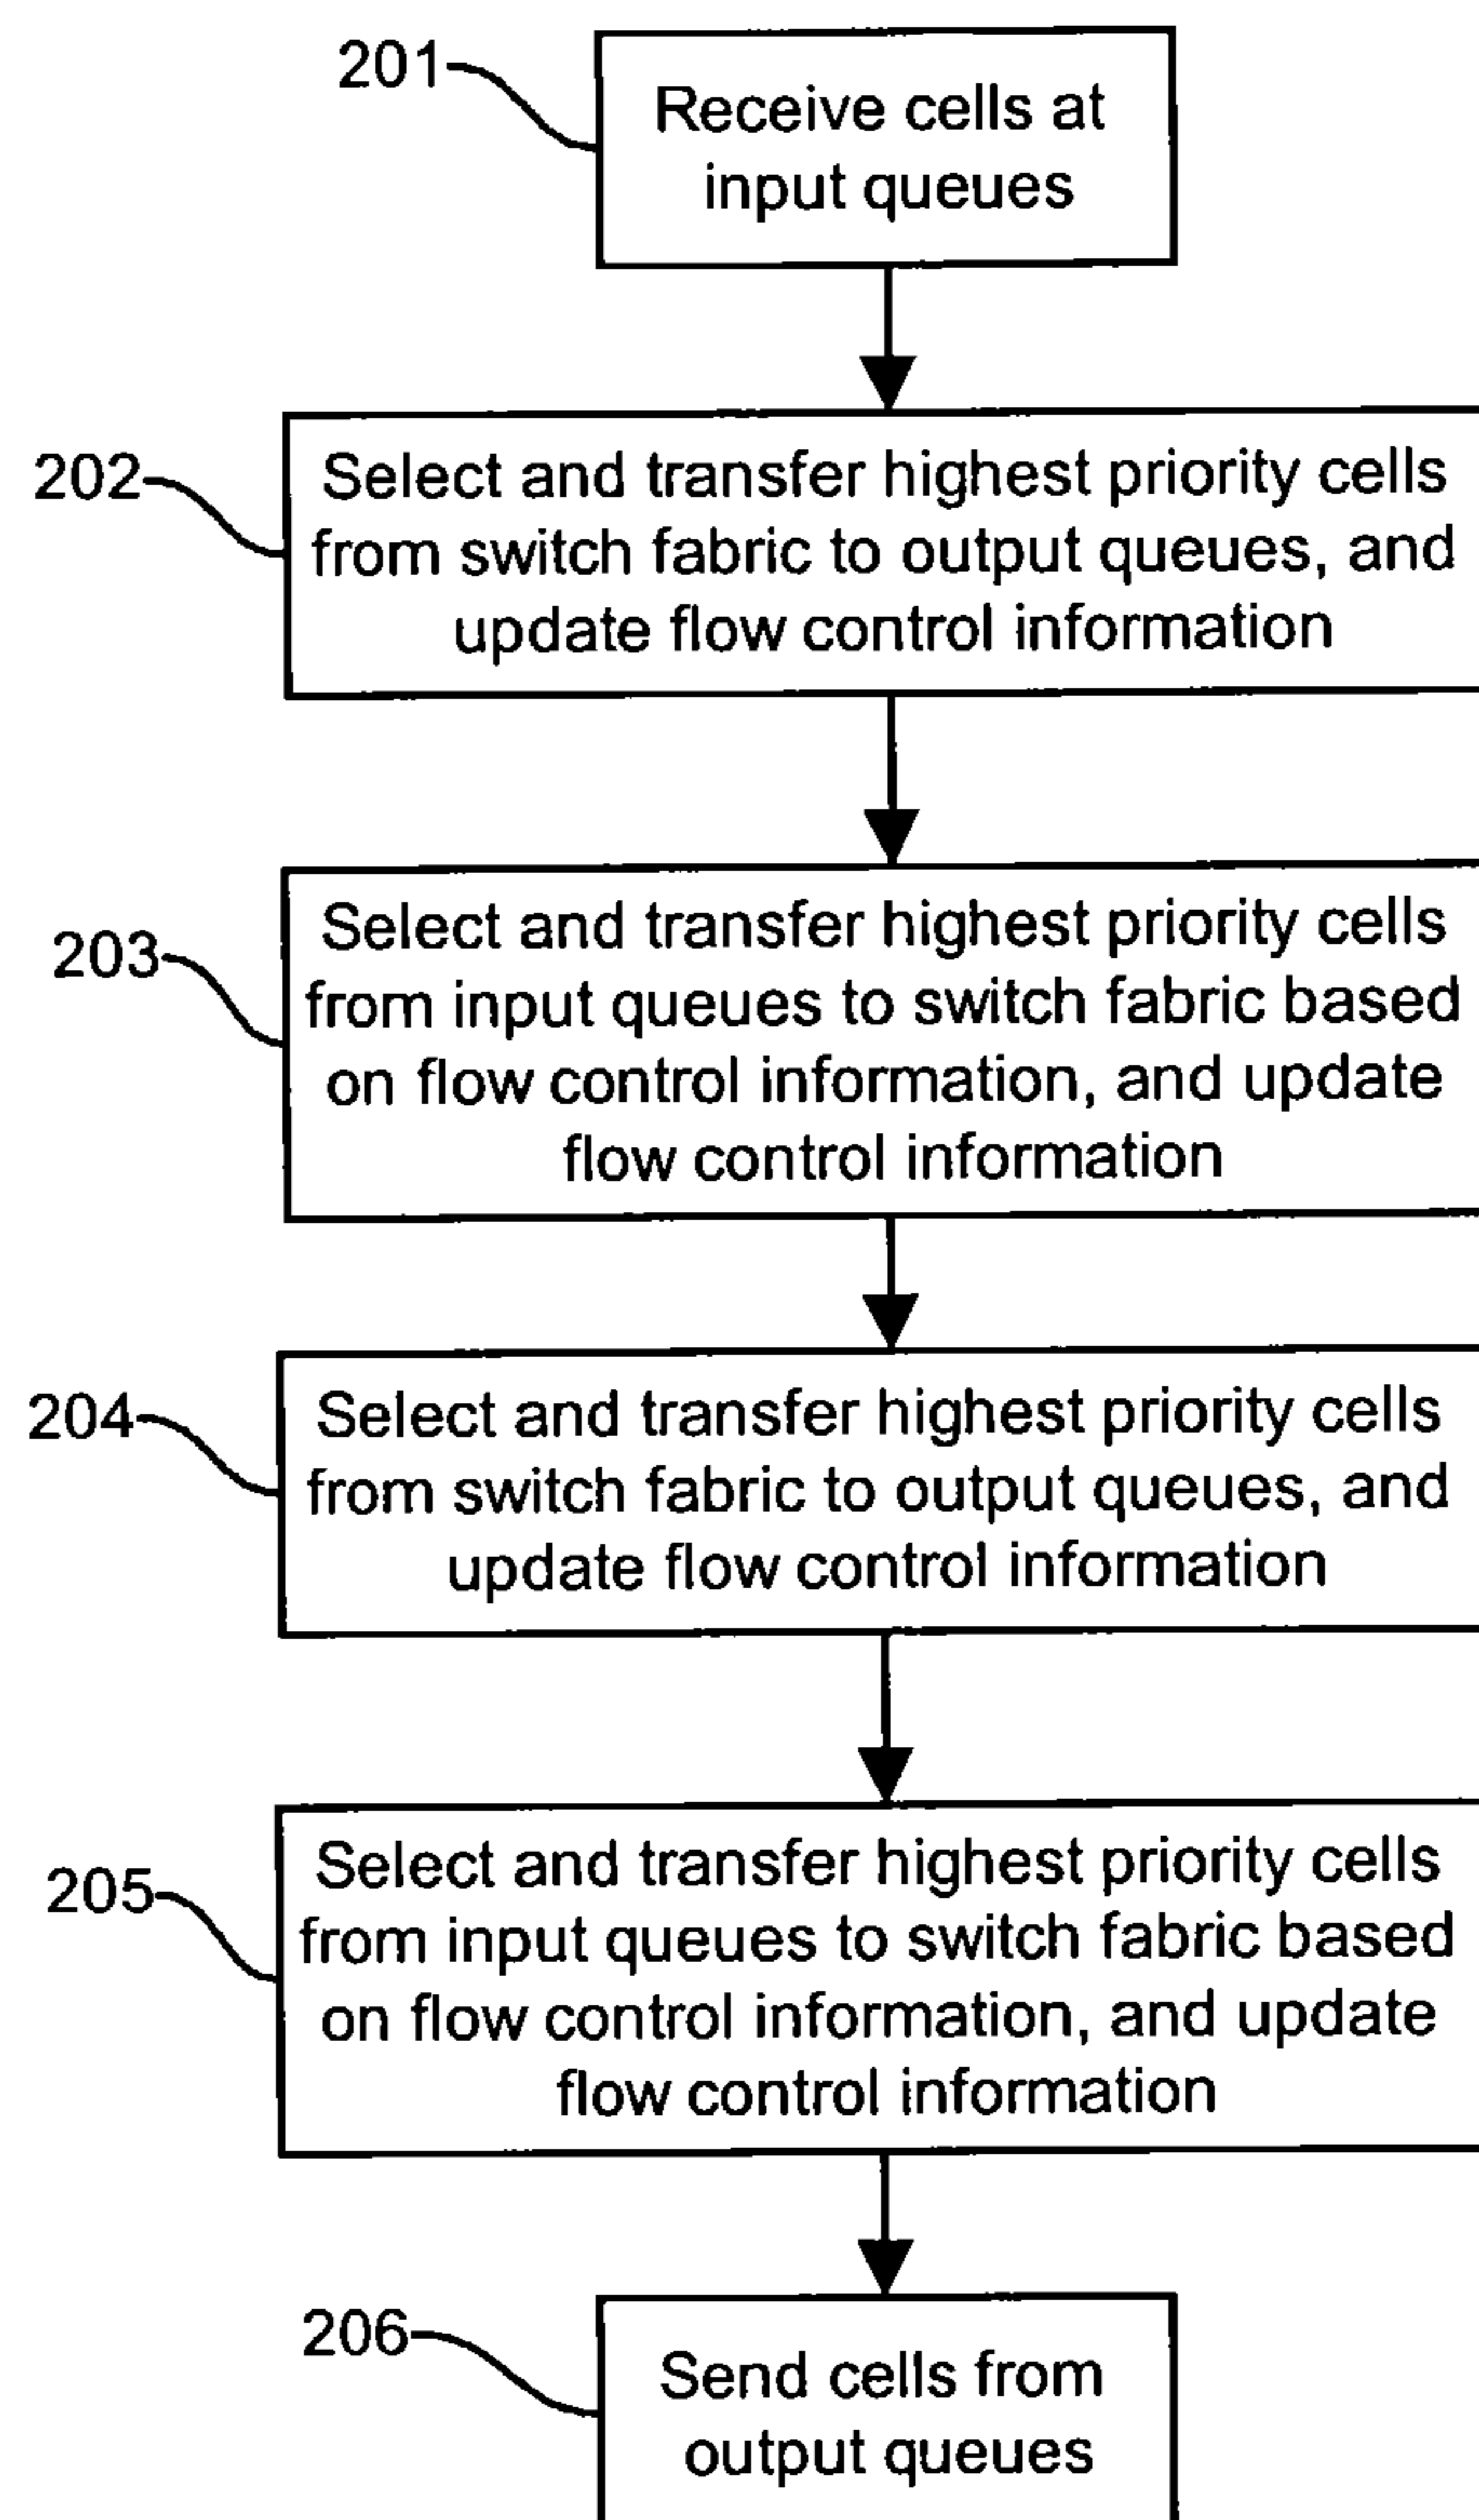 201
Receive cells at
input queues
202
Select and transfer highest priority cells
from switch fabric to output queues, and
update flow control information
203
Select and transfer highest priority cells
from input queues to switch fabric based
on flow control information, and update
flow control information
204
Select and transfer highest priority cells
from switch fabric to output queues, and
update flow control information
205
Select and transfer highest priority cells
from input queues to switch fabric based
on flow control information, and update
flow control information
206
Send cells from
output queues